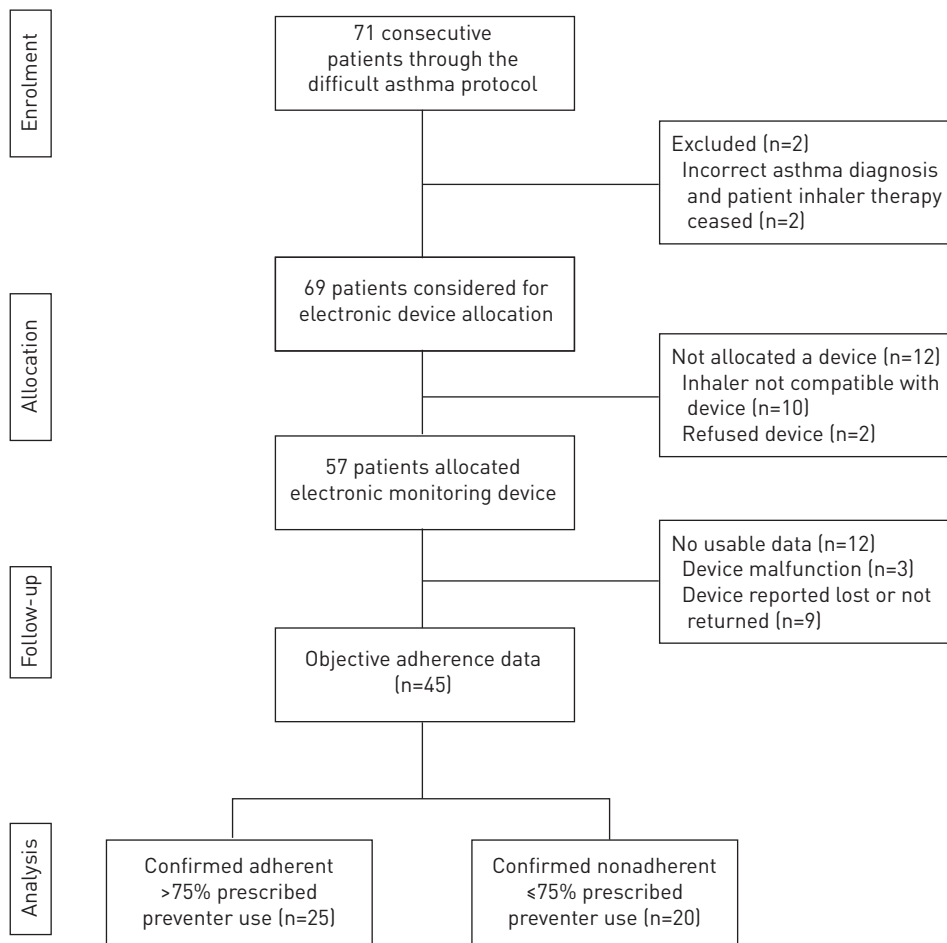 Enrolment
71 consecutive
patients through the
difficult asthma protocol
Excluded (n=2)
Incorrect asthma diagnosis
and patient inhaler therapy
ceased (n=2)
Allocation
69 patients considered for
electronic device allocation
Not allocated a device (n=12)
Inhaler not compatible with
device (n=10)
Refused device (n=2)
57 patients allocated
electronic monitoring device
Follow-up
No usable data (n=12)
Device malfunction (n=3)
Device reported lost or not
returned (n=9)
Objective adherence data
(n=45)
Analysis
Confirmed adherent
>75% prescribed
preventer use (n=25)
Confirmed nonadherent
≤75% prescribed
preventer use (n=20)